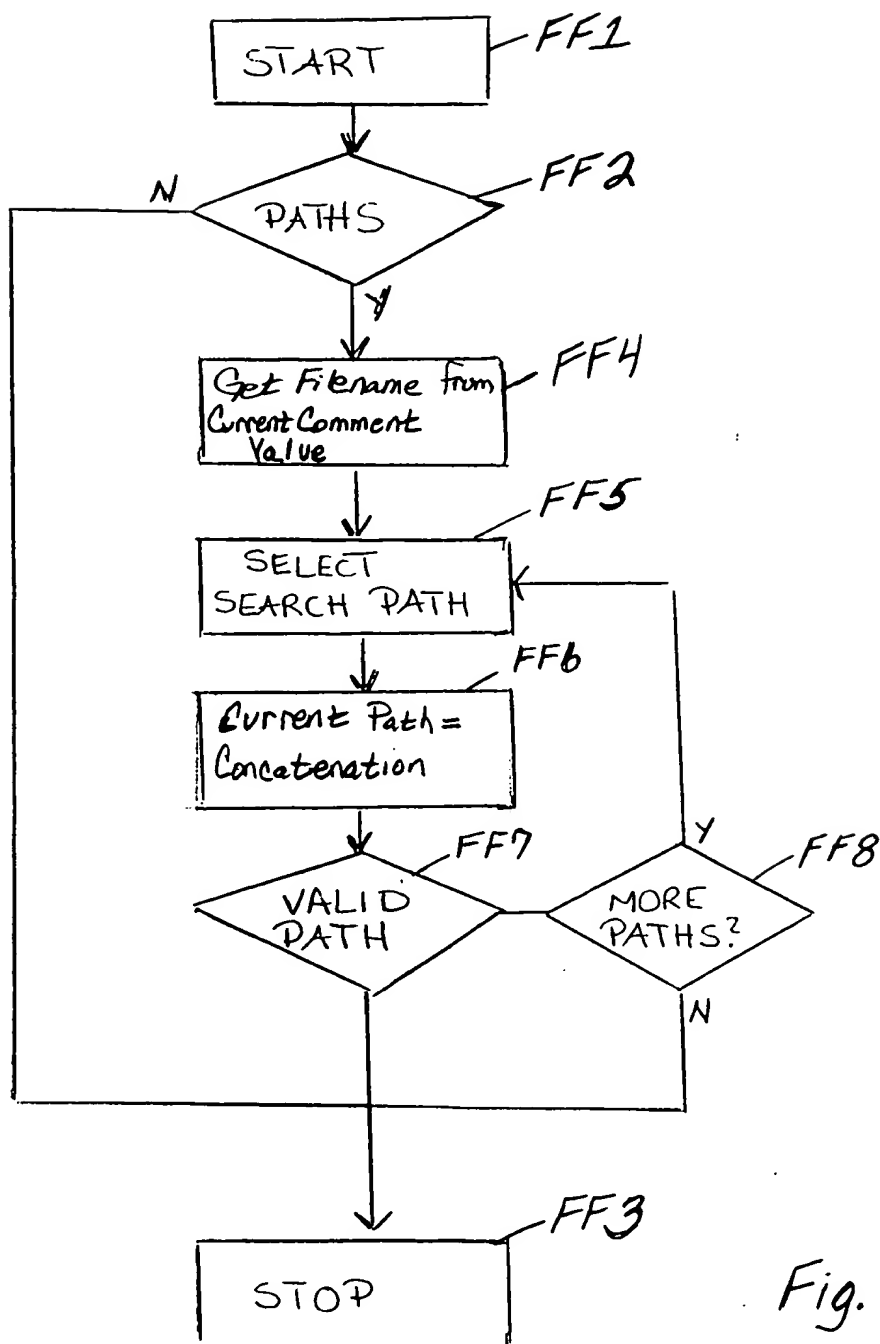 START
FF1
N
PATHS
FF2
Y
Get Filename from
Current Comment
Value
FF4
FF5
SELECT
SEARCH PATH
FF6
Current Path =
Concatenation
FF7
VALID
PATH
Y
FF8
MORE
PATHS?
N
FF3
STOP
Fig.